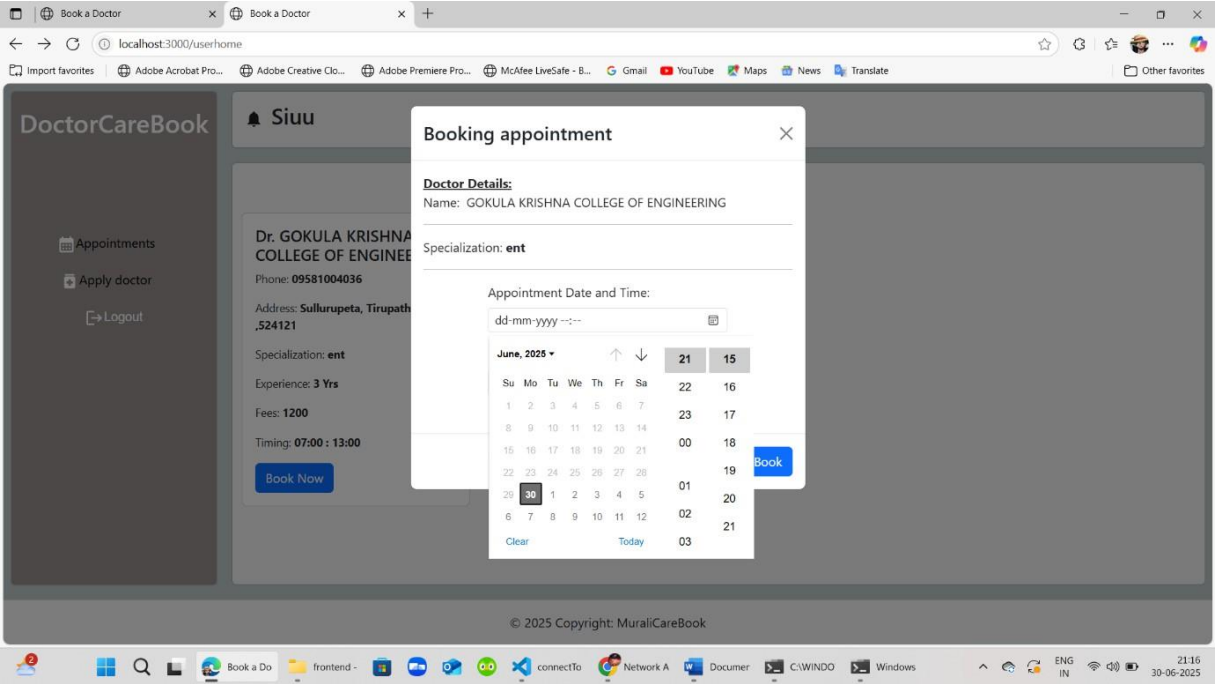 Book a Doctor
Book a Doctor
localhost:3000/userhome
Import favorites
Adobe Acrobat Pro...
Adobe Creative Clo...
Adobe Premiere Pro...
McAfee LiveSafe - B...
Gmail
YouTube
Maps
News
Translate
Other favorites
DoctorCareBook
Appointments
Apply doctor
Logout
Siuu
Dr. GOKULA KRISHNA
COLLEGE OF ENGINEE
Phone: 09581004036
Address: Sullurupeta, Tirupath
,524121
Specialization: ent
Experience: 3 Yrs
Fees: 1200
Timing: 07:00 : 13:00
Book Now
Booking appointment
Doctor Details:
Name: GOKULA KRISHNA COLLEGE OF ENGINEERING
Specialization: ent
Appointment Date and Time:
dd-mm-yyyy --:--
June, 2025
Su Mo Tu We Th Fr Sa
1 2 3 4 5 6 7
8 9 10 11 12 13 14
15 16 17 18 19 20 21
22 23 24 25 26 27 28
29 30 1 2 3 4 5
6 7 8 9 10 11 12
Clear Today
21 15
22 16
23 17
00 18
19
01
20
02
21
03
Book
© 2025 Copyright: MuraliCareBook
2
Book a Do
frontend -
connectTo
Network A
Documer
C:\WINDO
Windows
ENG
IN
21:16
30-06-2025